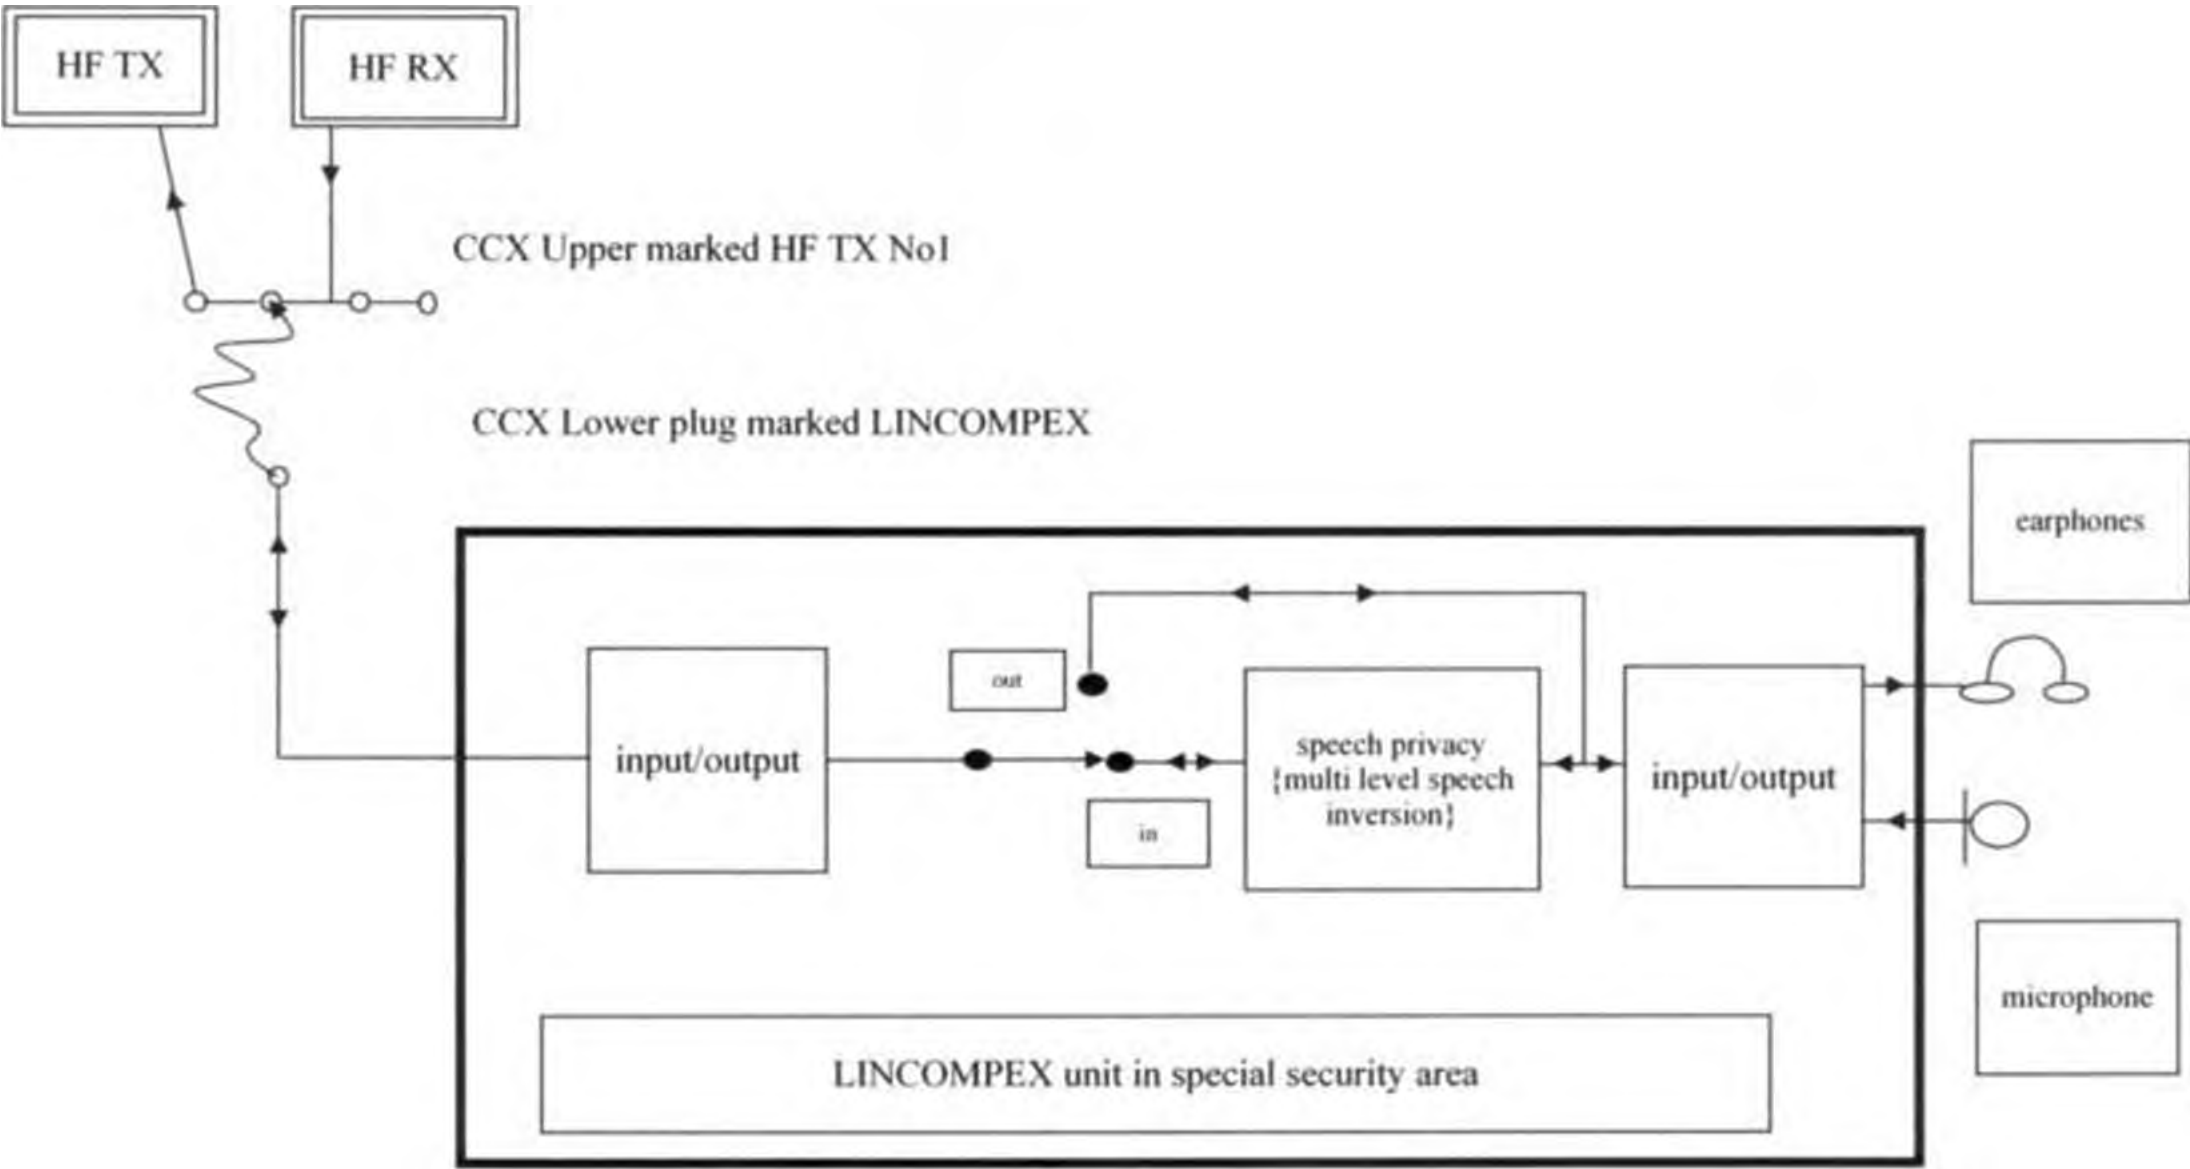 HF TX
HF RX
CCX Upper marked HF TX No1
CCX Lower plug marked LINCOMPEX
earphones
out
input/output
speech privacy
{multi level speech
inversion}
input/output
in
microphone
LINCOMPEX unit in special security area